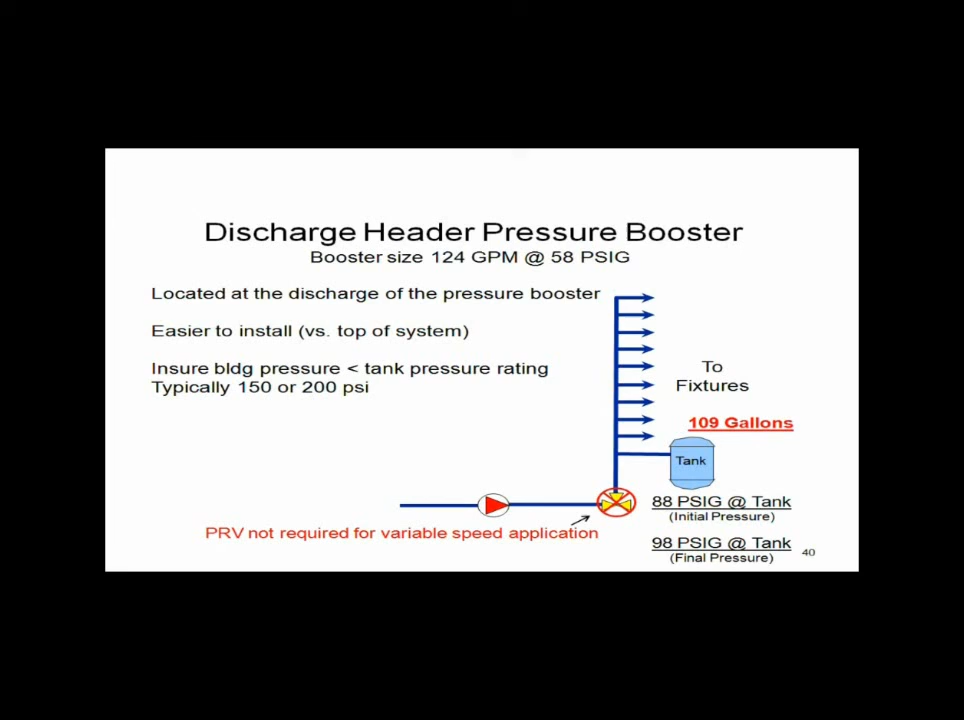 Discharge Header Pressure Booster
Booster size 124 GPM @ 58 PSIG
Located at the discharge of the pressure booster
Easier to install (vs. top of system)
Insure bldg pressure < tank pressure rating
Typically 150 or 200 psi
To
Fixtures
109 Gallons
Tank
88 PSIG @ Tank
(Initial Pressure)
PRV not required for variable speed application
98 PSIG @ Tank
(Final Pressure)
40